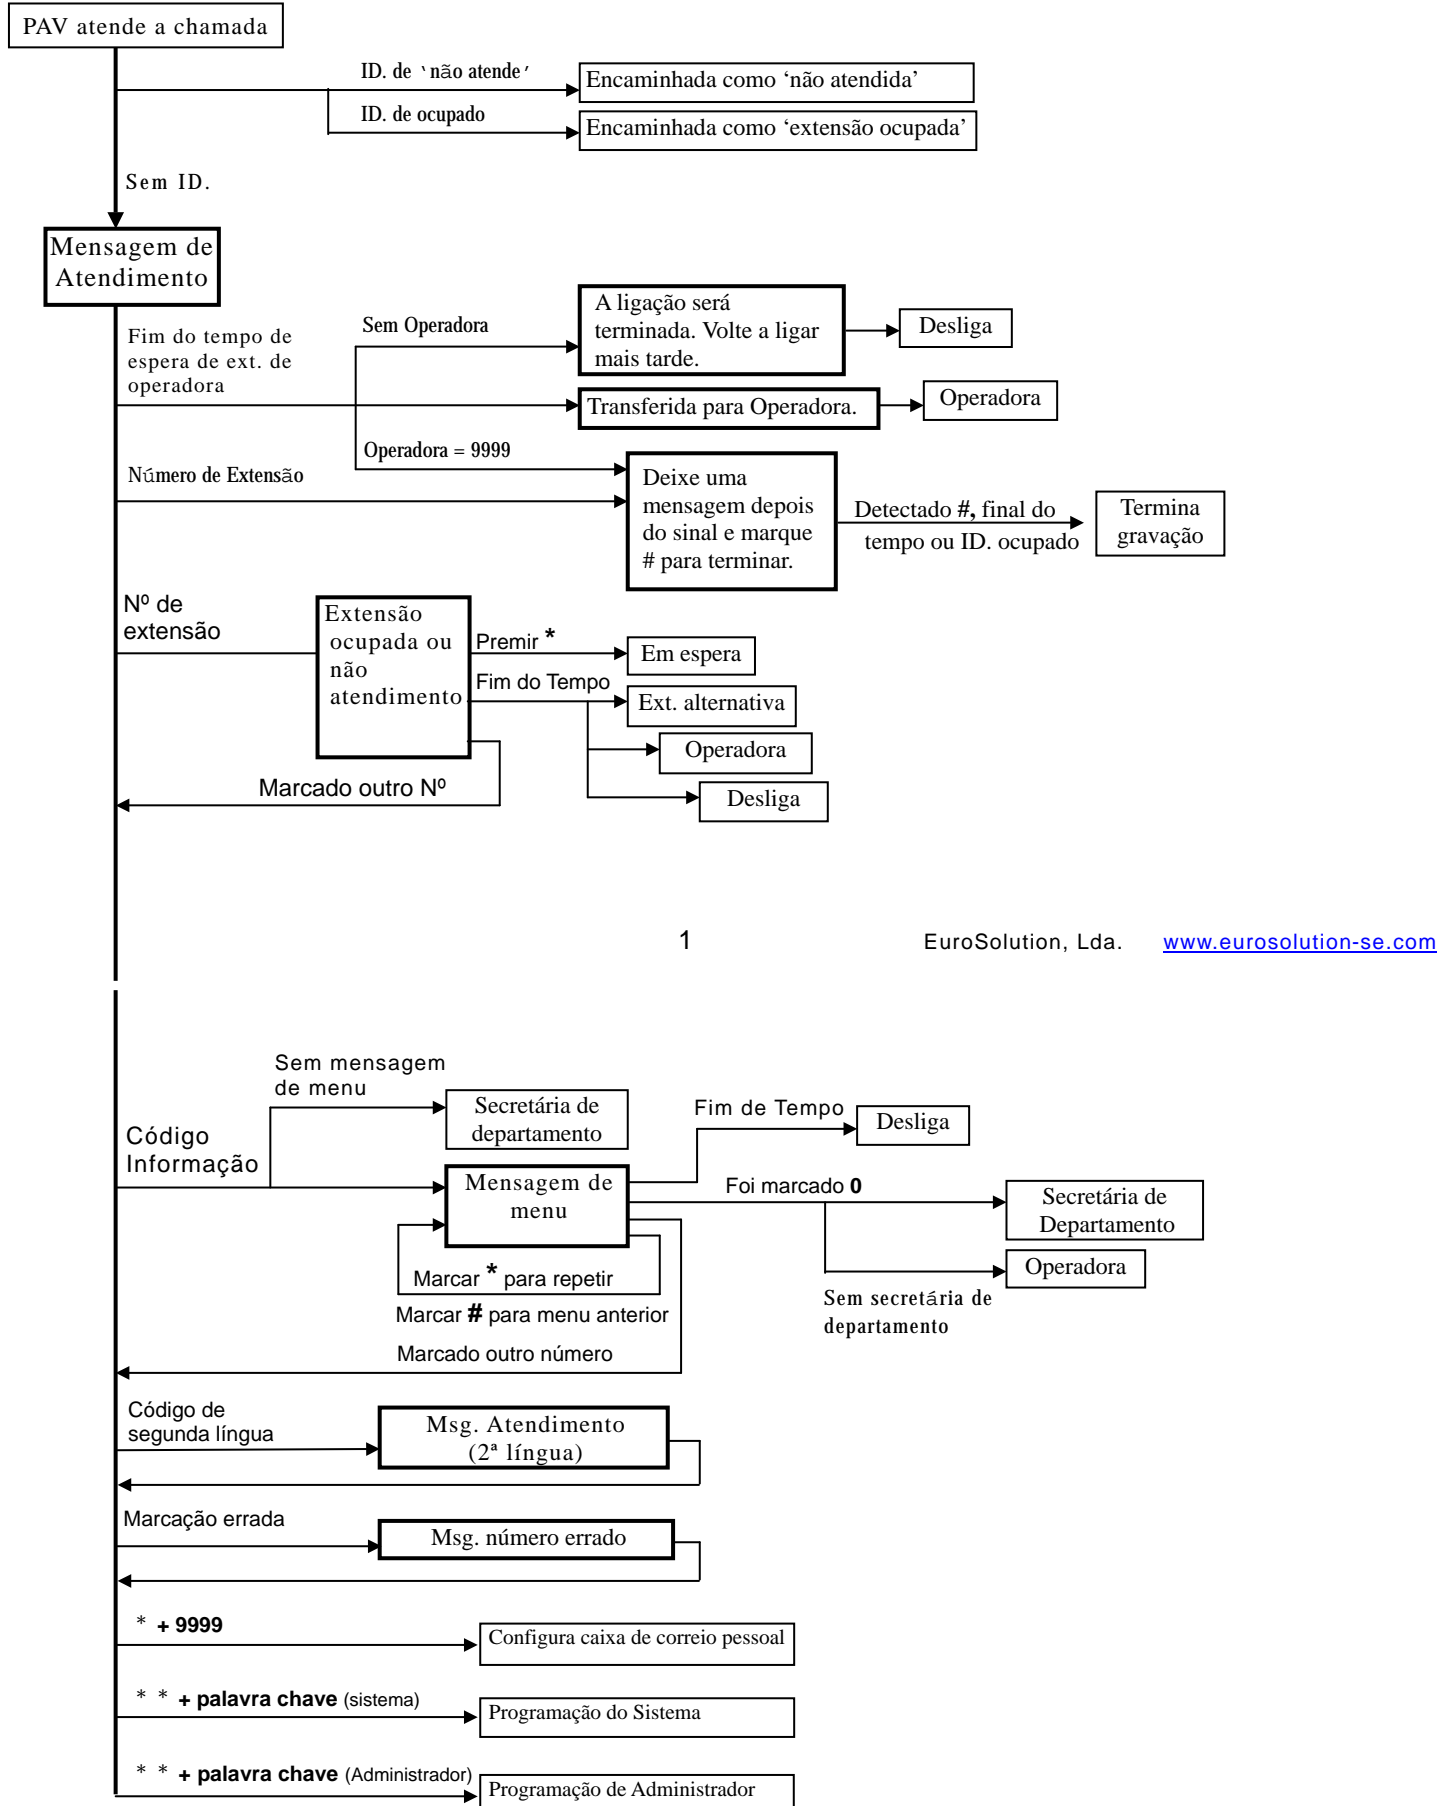 PAV atende a chamada
ID. de ‵não atende′
Encaminhada como ‘não atendida’
ID. de ocupado
Encaminhada como ‘extensão ocupada’
Sem ID.
Mensagem de
Atendimento
Fim do tempo de
espera de ext. de
operadora
Sem Operadora
A ligação será
terminada. Volte a ligar
mais tarde.
Desliga
Transferida para Operadora.
Operadora
Operadora = 9999
Número de Extensão
Deixe uma
mensagem depois
do sinal e marque
# para terminar.
Detectado #, final do
tempo ou ID. ocupado
Termina
gravação
Nº de
extensão
Extensão
ocupada ou
não
atendimento
Premir *
Em espera
Fim do Tempo
Ext. alternativa
Operadora
Desliga
Marcado outro Nº
1 EuroSolution, Lda. www.eurosolution-se.com
Sem mensagem
de menu
Secretária de
departamento
Código
Informação
Mensagem de
menu
Fim de Tempo
Desliga
Foi marcado 0
Secretária de
Departamento
Operadora
Sem secretária de
departamento
Marcar * para repetir
Marcar # para menu anterior
Marcado outro número
Código de
segunda língua
Msg. Atendimento
(2ª língua)
Marcação errada
Msg. número errado
* + 9999
Configura caixa de correio pessoal
* * + palavra chave (sistema)
Programação do Sistema
* * + palavra chave (Administrador)
Programação de Administrador